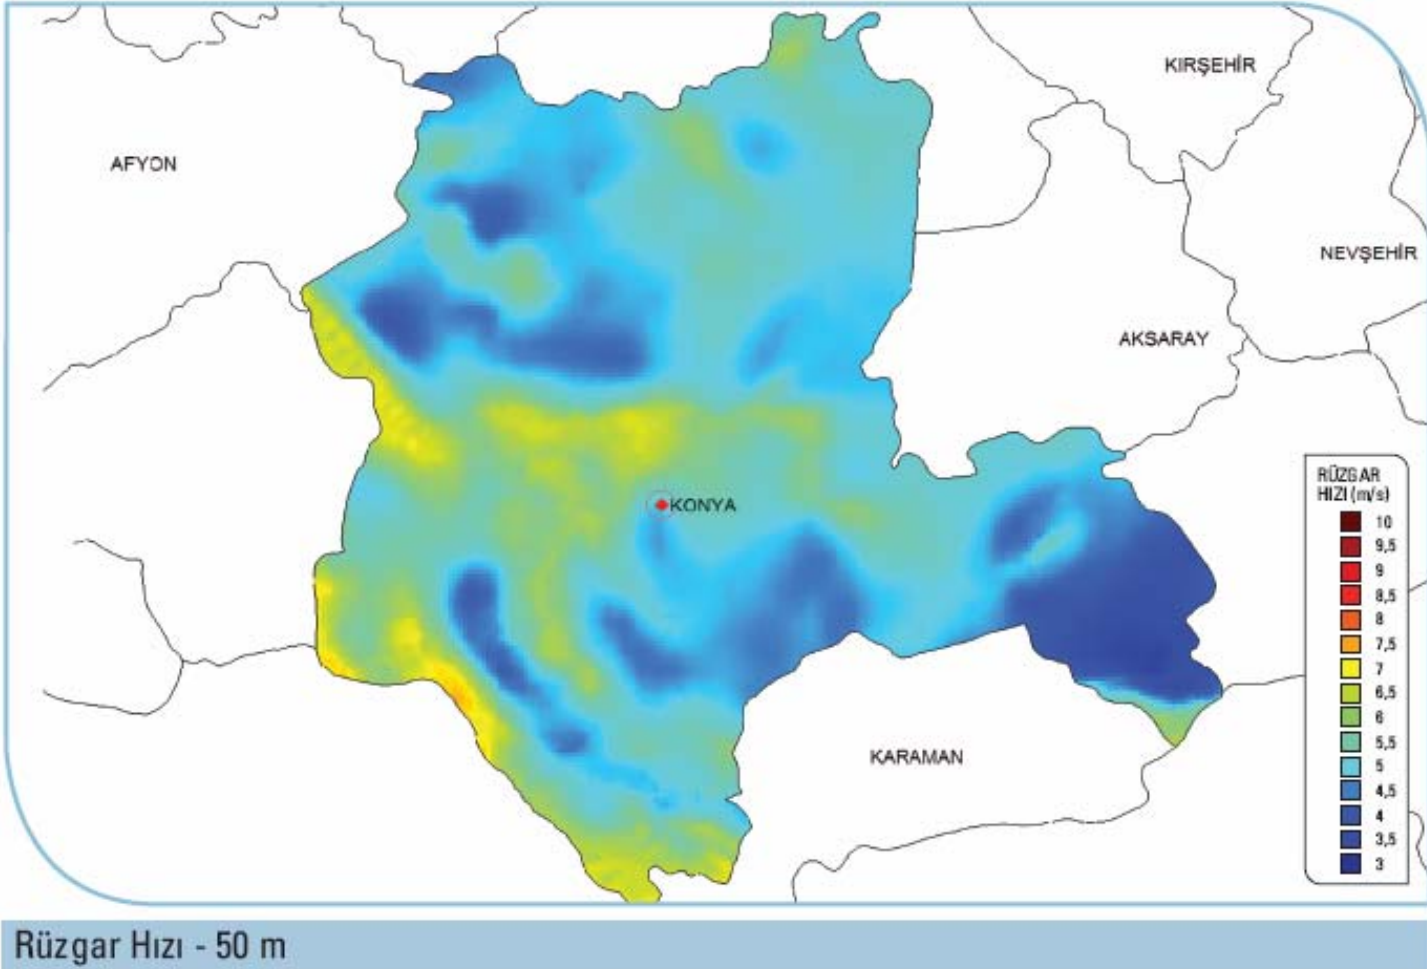 KIRŞEHİR
AFYON
NEVŞEHİR
AKSARAY
KONYA
KARAMAN
RÜZGAR
HIZI (m/s)
10
9,5
9
8,5
8
7,5
7
6,5
6
5,5
5
4,5
4
3,5
3
Rüzgar Hızı - 50 m